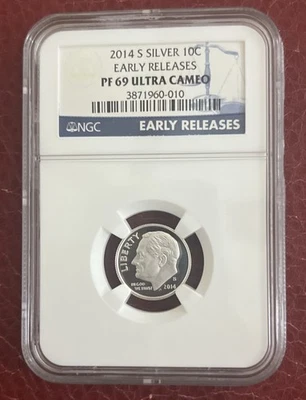 2014 S SILVER 10C
EARLY RELEASES
PF 69 ULTRA CAMEO
3871960-010
NGC EARLY RELEASES
LIBERTY
IN GOD
WE TRUST
S
2014